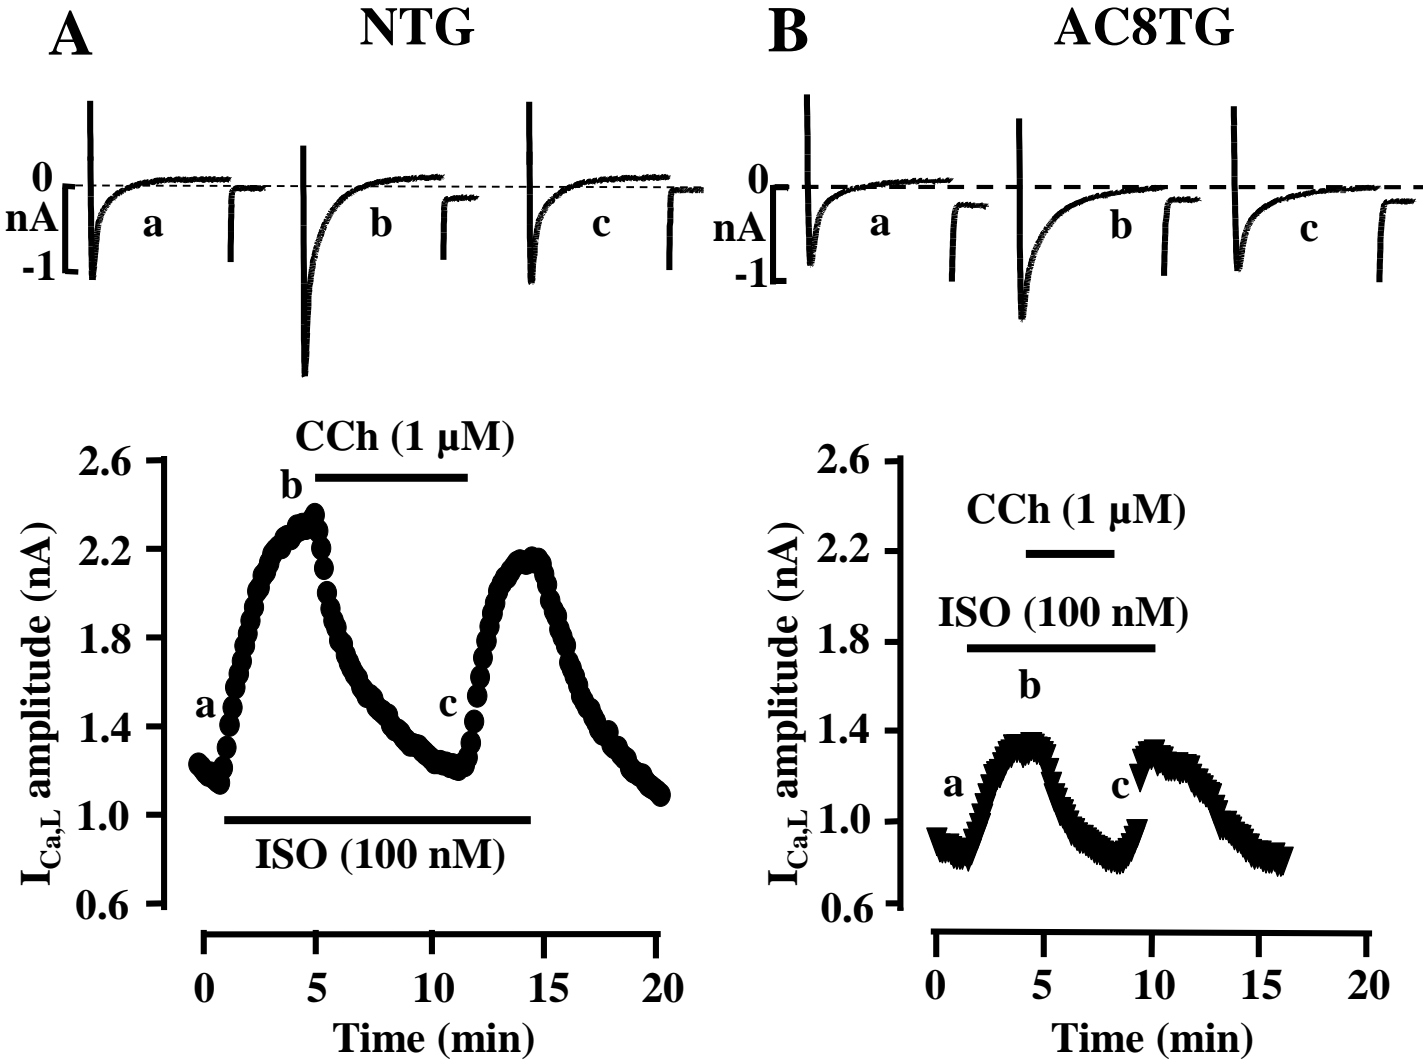 A NTG
0
nA
-1
a b c
CCh (1 µM)
b
2.6
2.2
1.8
1.4
1.0
0.6
I_Ca,L amplitude (nA)
a
c
ISO (100 nM)
0 5 10 15 20
Time (min)
B AC8TG
0
nA
-1
a b c
2.6
2.2
1.8
1.4
1.0
0.6
I_Ca,L amplitude (nA)
CCh (1 µM)
ISO (100 nM)
b
a
c
0 5 10 15 20
Time (min)